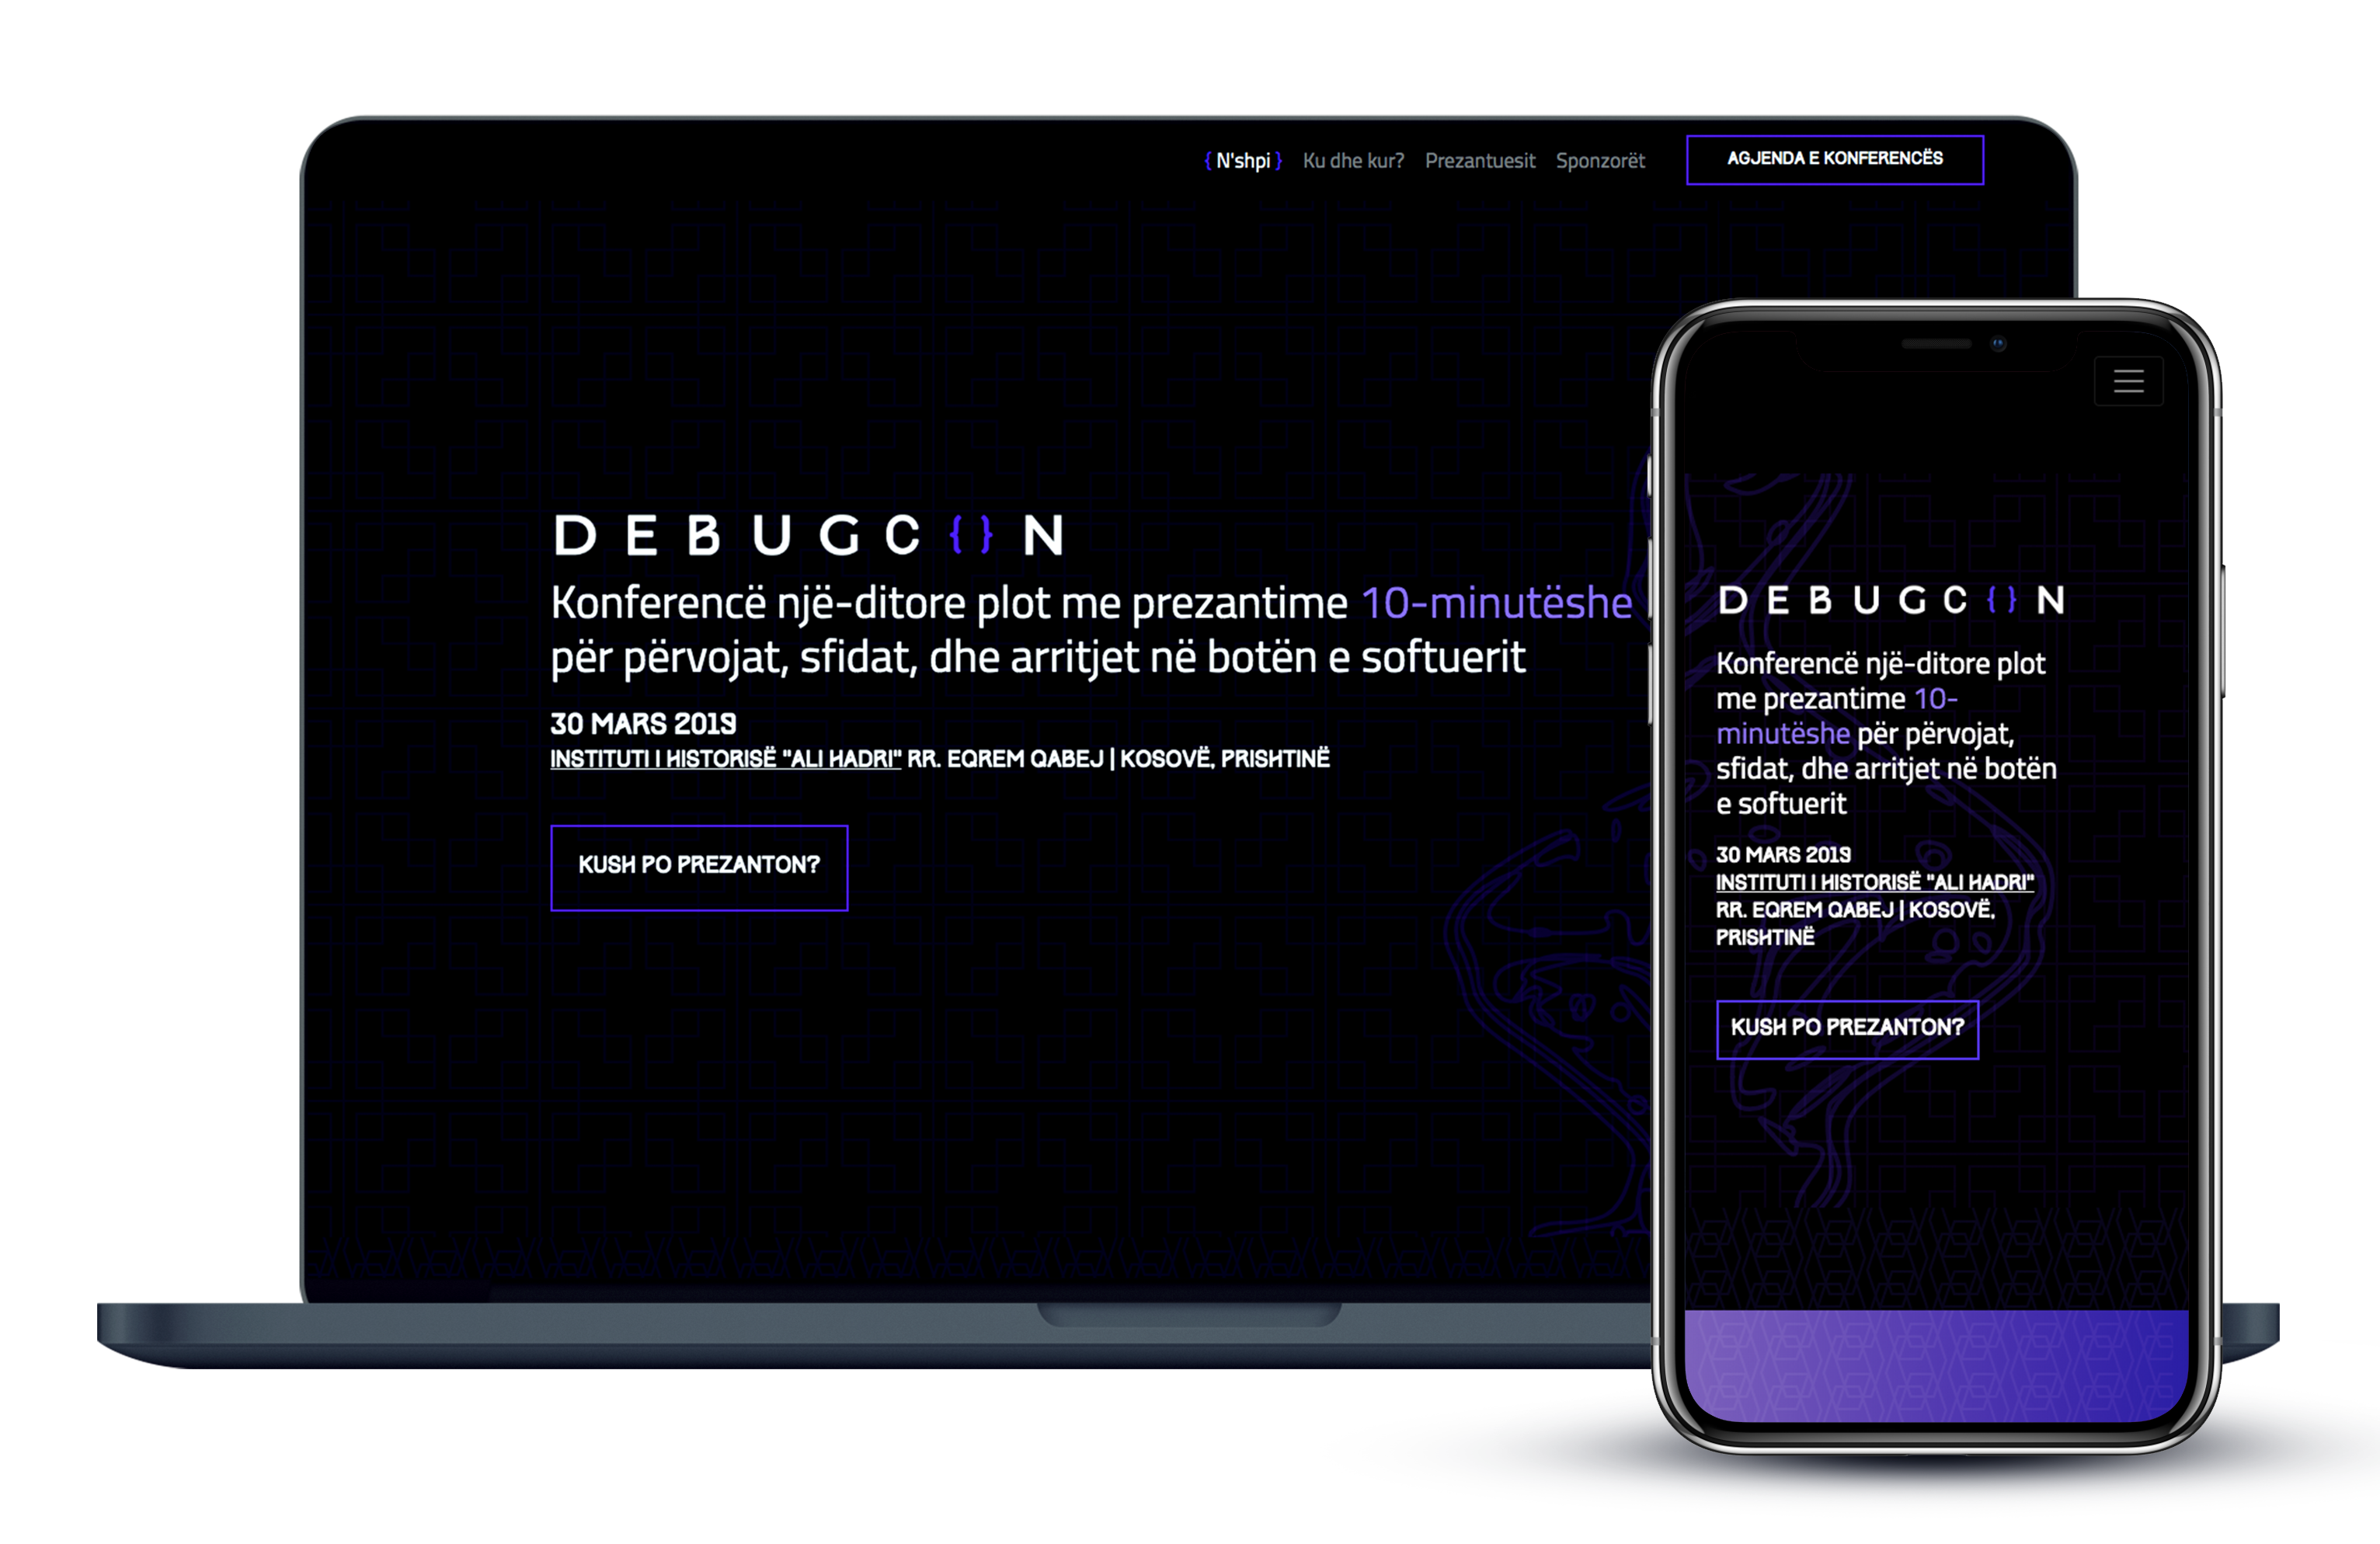 { N'shpi } Ku dhe kur? Prezantuesit Sponzorët AGJENDA E KONFERENCËS
DEBUGC{}N
Konferencë një-ditore plot me prezantime 10-minutëshe
për përvojat, sfidat, dhe arritjet në botën e softuerit
30 MARS 2019
INSTITUTI I HISTORISË "ALI HADRI" RR. EQREM QABEJ | KOSOVË, PRISHTINË
KUSH PO PREZANTON?
DEBUGC{}N
Konferencë një-ditore plot
me prezantime 10-
minutëshe për përvojat,
sfidat, dhe arritjet në botën
e softuerit
30 MARS 2019
INSTITUTI I HISTORISË "ALI HADRI"
RR. EQREM QABEJ | KOSOVË,
PRISHTINË
KUSH PO PREZANTON?